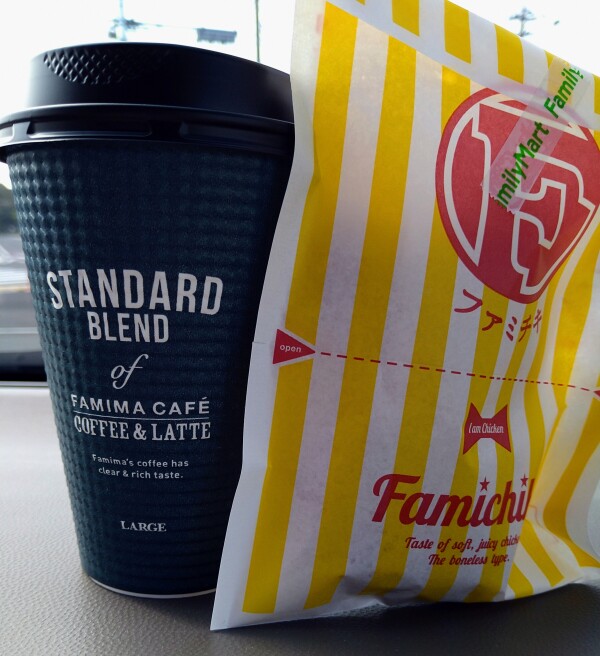 STANDARD
BLEND
of
FAMIMA CAFÉ
COFFEE & LATTE
Famima's coffee has
clear & rich taste.
LARGE
FamilyMart
ファミチキ
open
I am Chicken.
Famichi
Taste of soft, juicy
The boneless type.